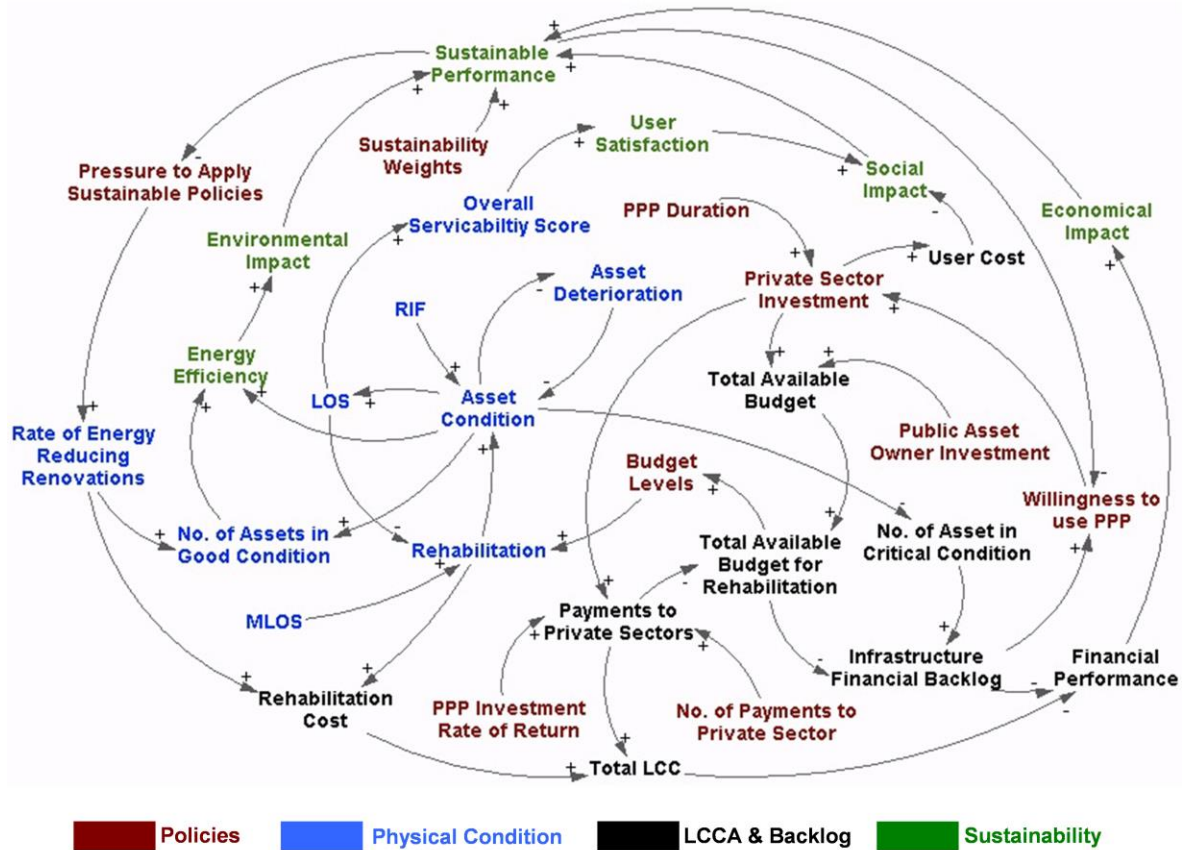 Sustainable
Performance
Sustainability
Weights
User
Satisfaction
Social
Impact
Pressure to Apply
Sustainable Policies
Overall
Servicabiltiy Score
PPP Duration
Economical
Impact
Environmental
Impact
User Cost
Asset
Deterioration
Private Sector
Investment
RIF
Energy
Efficiency
LOS
Asset
Condition
Total Available
Budget
Public Asset
Owner Investment
Rate of Energy
Reducing
Renovations
Budget
Levels
Willingness to
use PPP
No. of Assets in
Good Condition
Rehabilitation
Total Available
Budget for
Rehabilitation
No. of Asset in
Critical Condition
MLOS
Payments to
Private Sectors
Infrastructure
Financial Backlog
Financial
Performance
Rehabilitation
Cost
PPP Investment
Rate of Return
No. of Payments to
Private Sector
Total LCC
Policies
Physical Condition
LCCA & Backlog
Sustainability